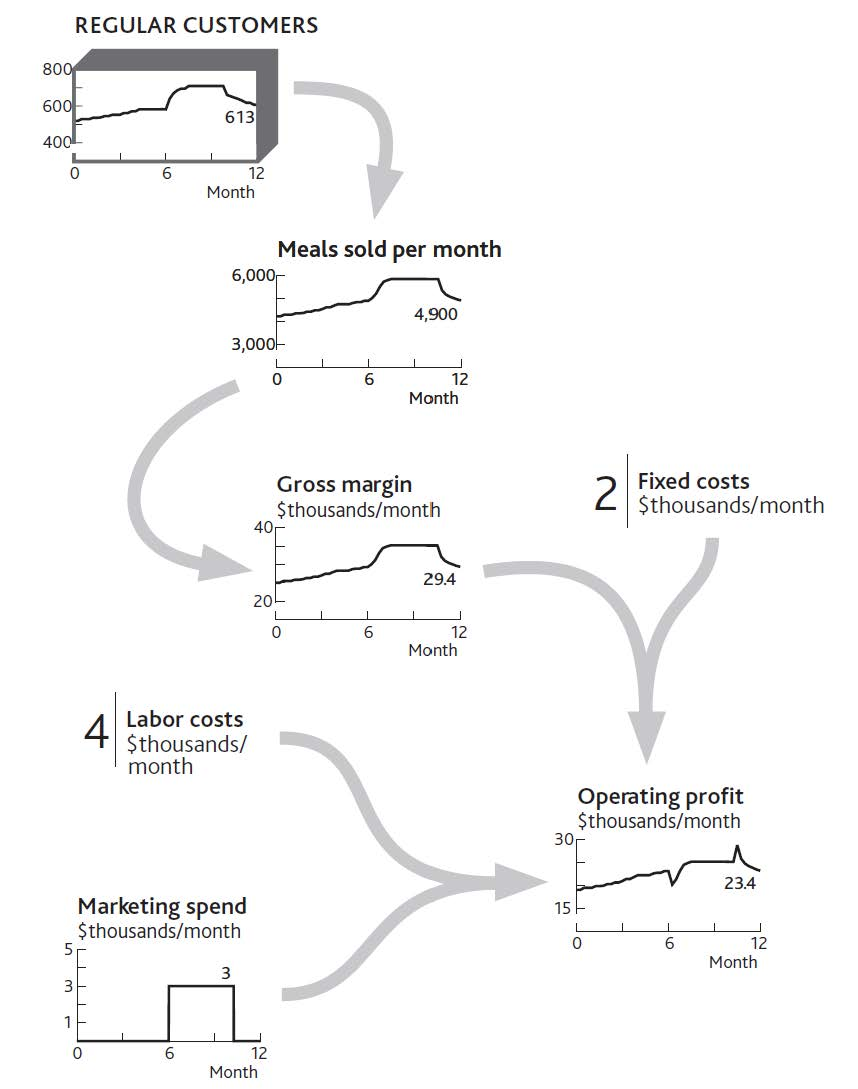 REGULAR CUSTOMERS
800
600
400
613
0 6 12
Month
Meals sold per month
6,000
3,000
4,900
0 6 12
Month
Gross margin
$thousands/month
40
20
29.4
0 6 12
Month
2 Fixed costs
$thousands/month
4 Labor costs
$thousands/
month
Operating profit
$thousands/month
30
15
23.4
0 6 12
Month
Marketing spend
$thousands/month
5
3
1
3
0 6 12
Month